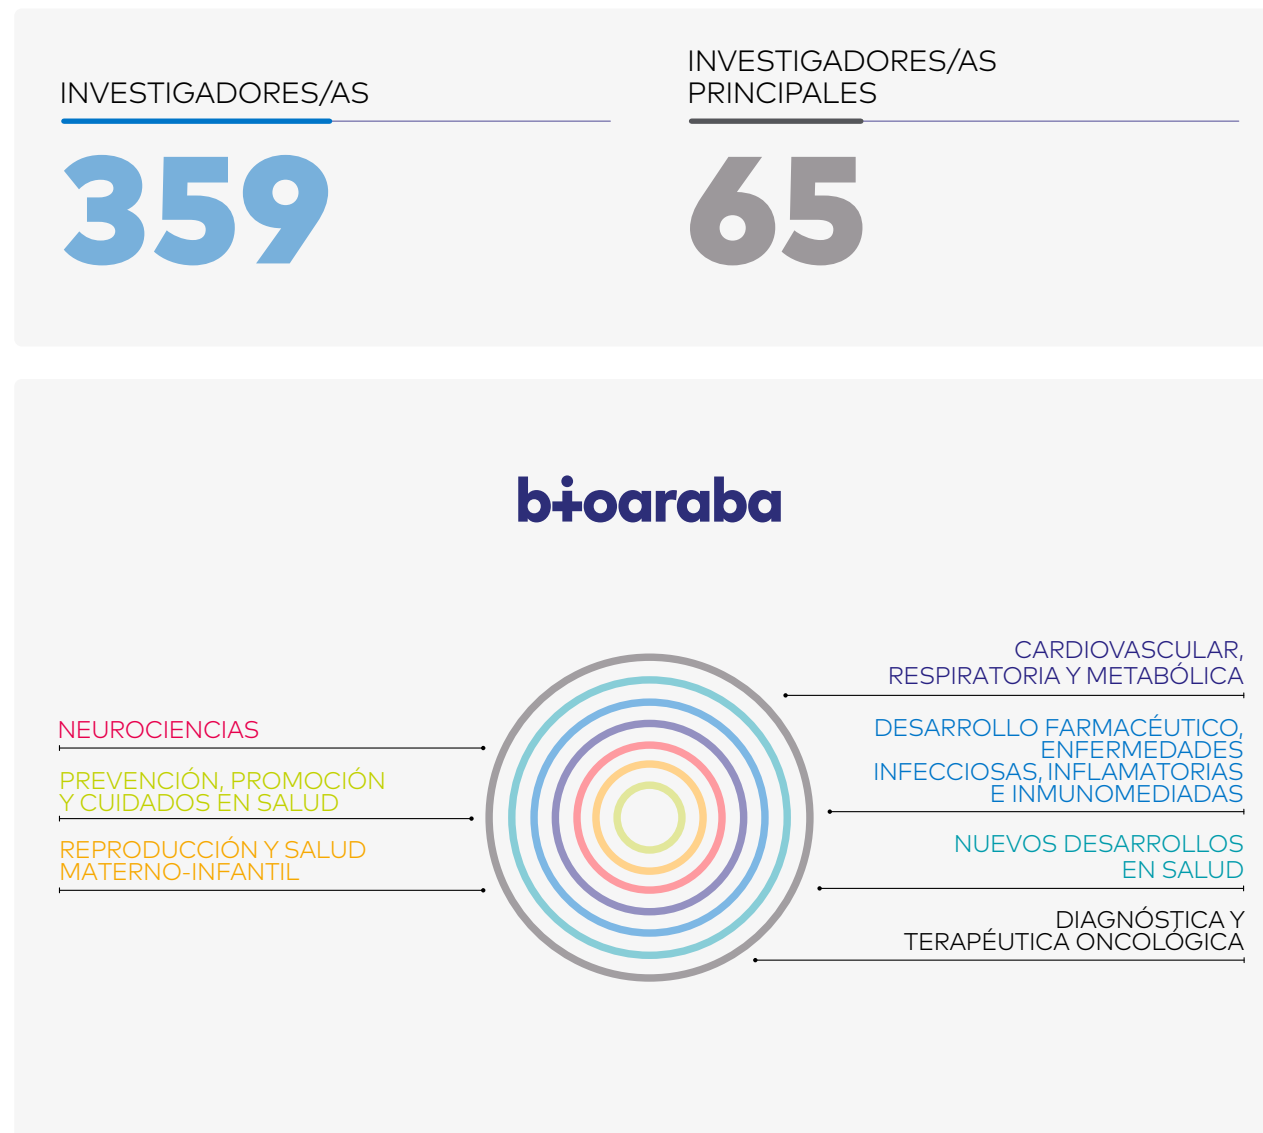 INVESTIGADORES/AS
359
INVESTIGADORES/AS
PRINCIPALES
65
bioaraba
NEUROCIENCIAS
PREVENCIÓN, PROMOCIÓN
Y CUIDADOS EN SALUD
REPRODUCCIÓN Y SALUD
MATERNO-INFANTIL
CARDIOVASCULAR,
RESPIRATORIA Y METABÓLICA
DESARROLLO FARMACÉUTICO,
ENFERMEDADES
INFECCIOSAS, INFLAMATORIAS
E INMUNOMEDIADAS
NUEVOS DESARROLLOS
EN SALUD
DIAGNÓSTICA Y
TERAPÉUTICA ONCOLÓGICA